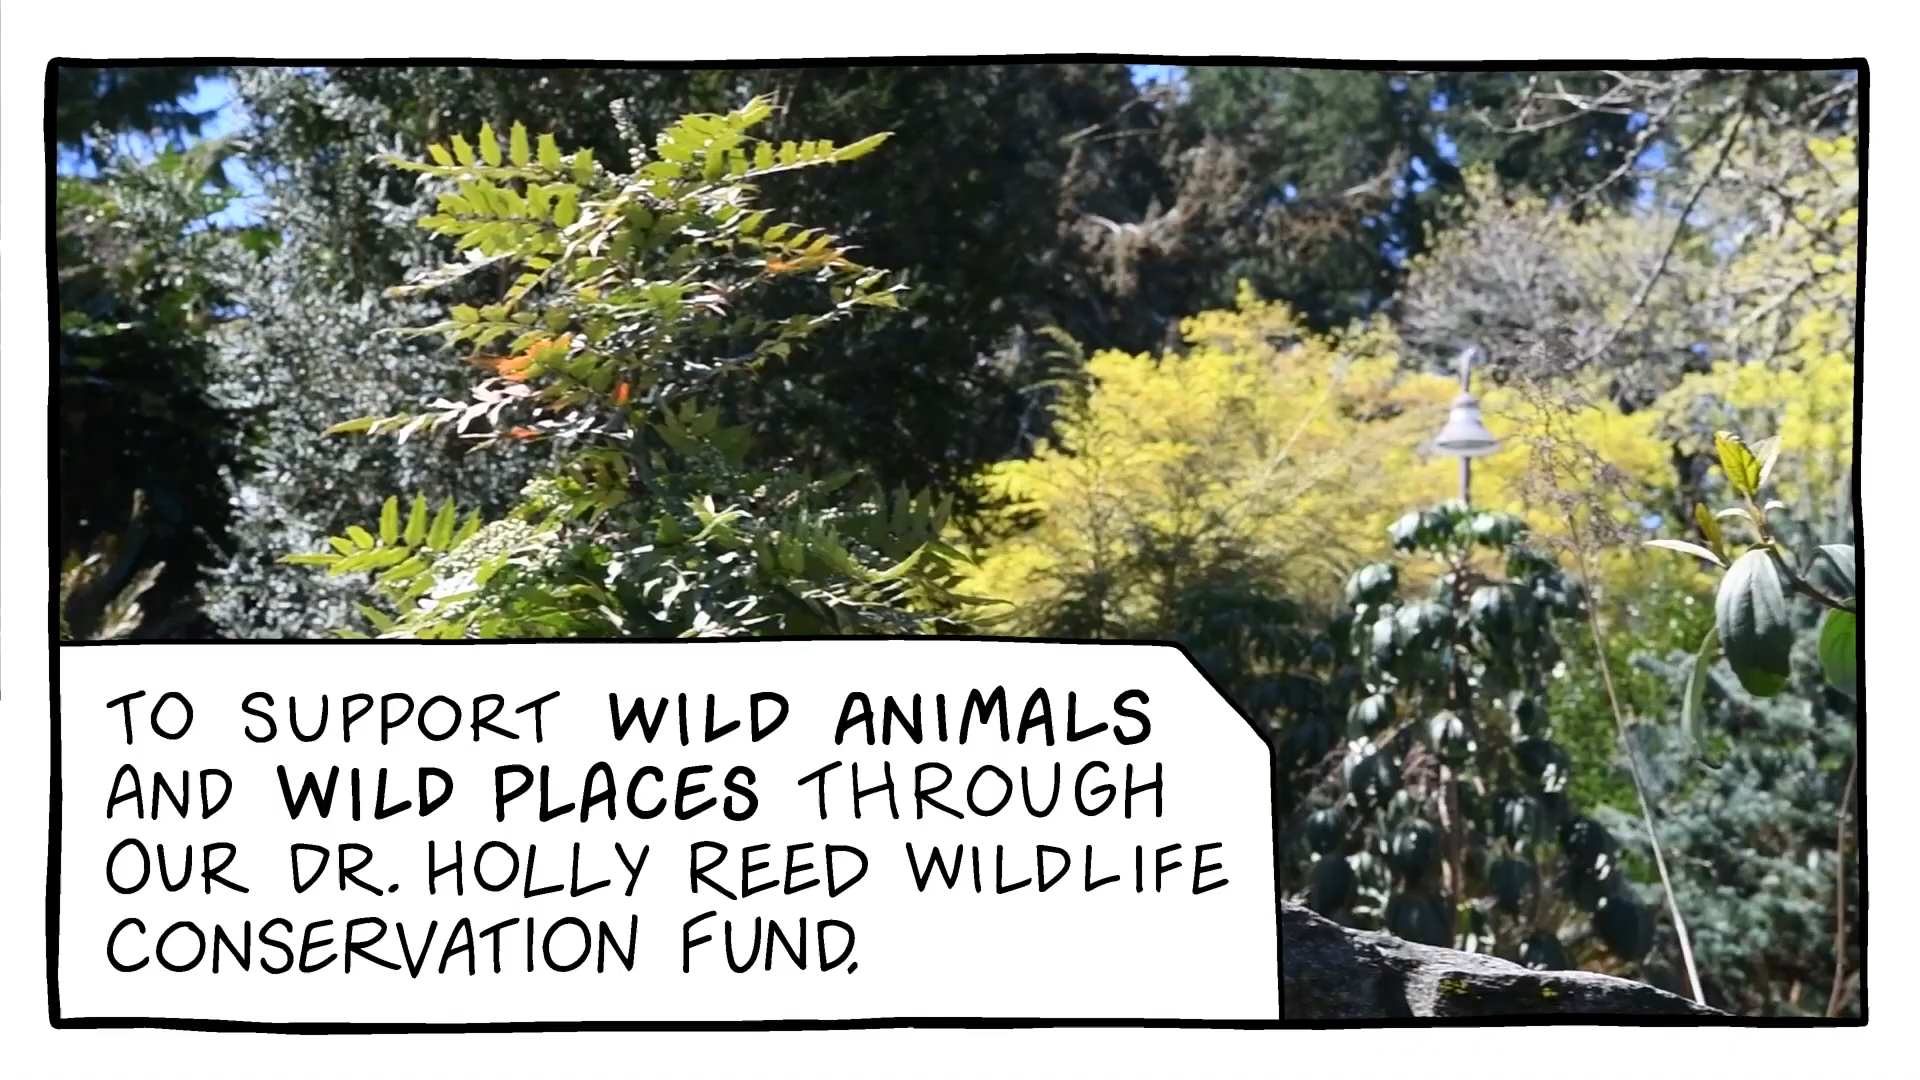 TO SUPPORT WILD ANIMALS
AND WILD PLACES THROUGH
OUR DR. HOLLY REED WILDLIFE
CONSERVATION FUND.